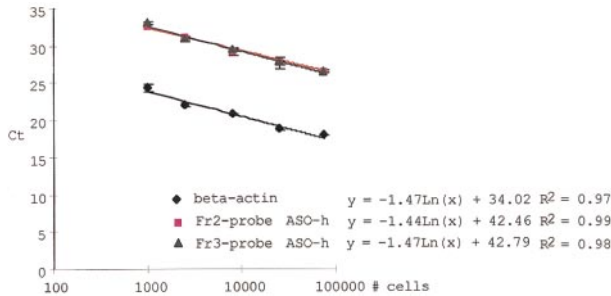 35
30
25
20
15
10
5
0
Ct
beta-actin y = -1.47Ln(x) + 34.02 R2 = 0.97
Fr2-probe ASO-h y = -1.44Ln(x) + 42.46 R2 = 0.99
Fr3-probe ASO-h y = -1.47Ln(x) + 42.79 R2 = 0.98
100 1000 10000 100000 # cells